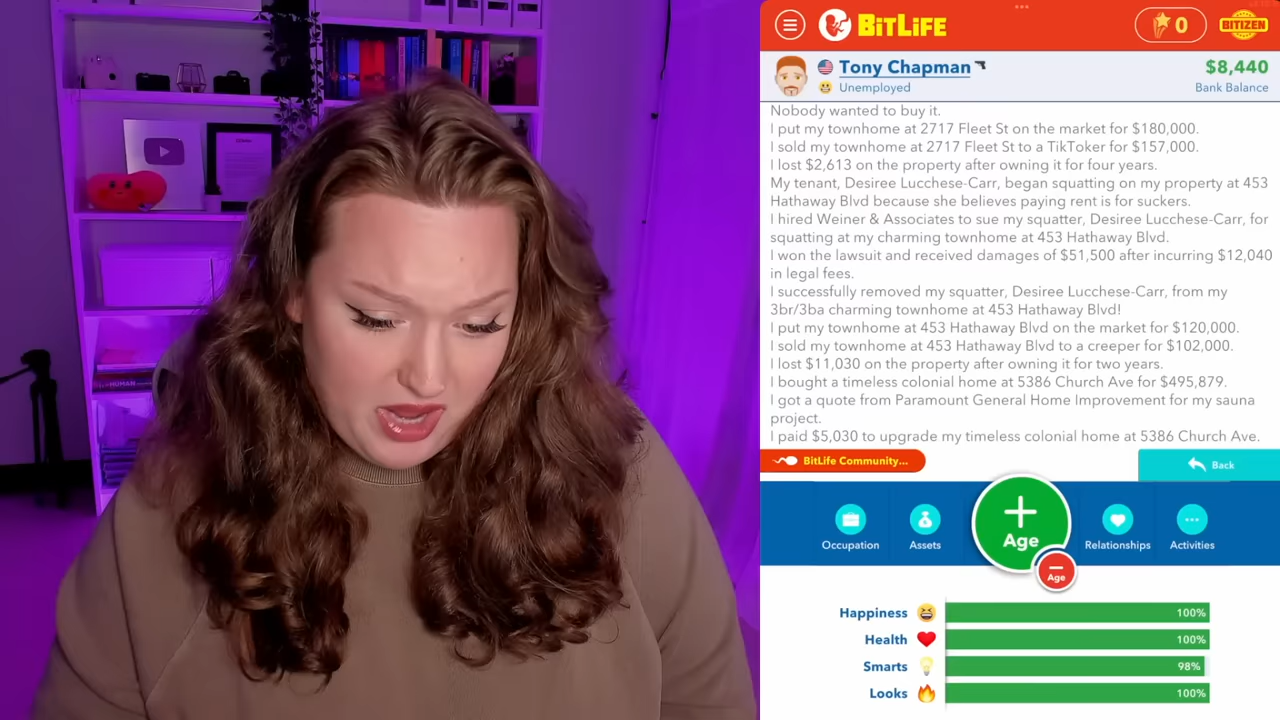 BITLIFE
0
BITIZEN
Tony Chapman
$8,440
Unemployed
Bank Balance
Nobody wanted to buy it.
I put my townhome at 2717 Fleet St on the market for $180,000.
I sold my townhome at 2717 Fleet St to a TikToker for $157,000.
I lost $2,613 on the property after owning it for four years.
My tenant, Desiree Lucchese-Carr, began squatting on my property at 453
Hathaway Blvd because she believes paying rent is for suckers.
I hired Weiner & Associates to sue my squatter, Desiree Lucchese-Carr, for
squatting at my charming townhome at 453 Hathaway Blvd.
I won the lawsuit and received damages of $51,500 after incurring $12,040
in legal fees.
I successfully removed my squatter, Desiree Lucchese-Carr, from my
3br/3ba charming townhome at 453 Hathaway Blvd!
I put my townhome at 453 Hathaway Blvd on the market for $120,000.
I sold my townhome at 453 Hathaway Blvd to a creeper for $102,000.
I lost $11,030 on the property after owning it for two years.
I bought a timeless colonial home at 5386 Church Ave for $495,879.
I got a quote from Paramount General Home Improvement for my sauna
project.
I paid $5,030 to upgrade my timeless colonial home at 5386 Church Ave.
BitLife Community...
Back
Occupation
Assets
Age
Age
Relationships
Activities
Happiness 100%
Health 100%
Smarts 98%
Looks 100%